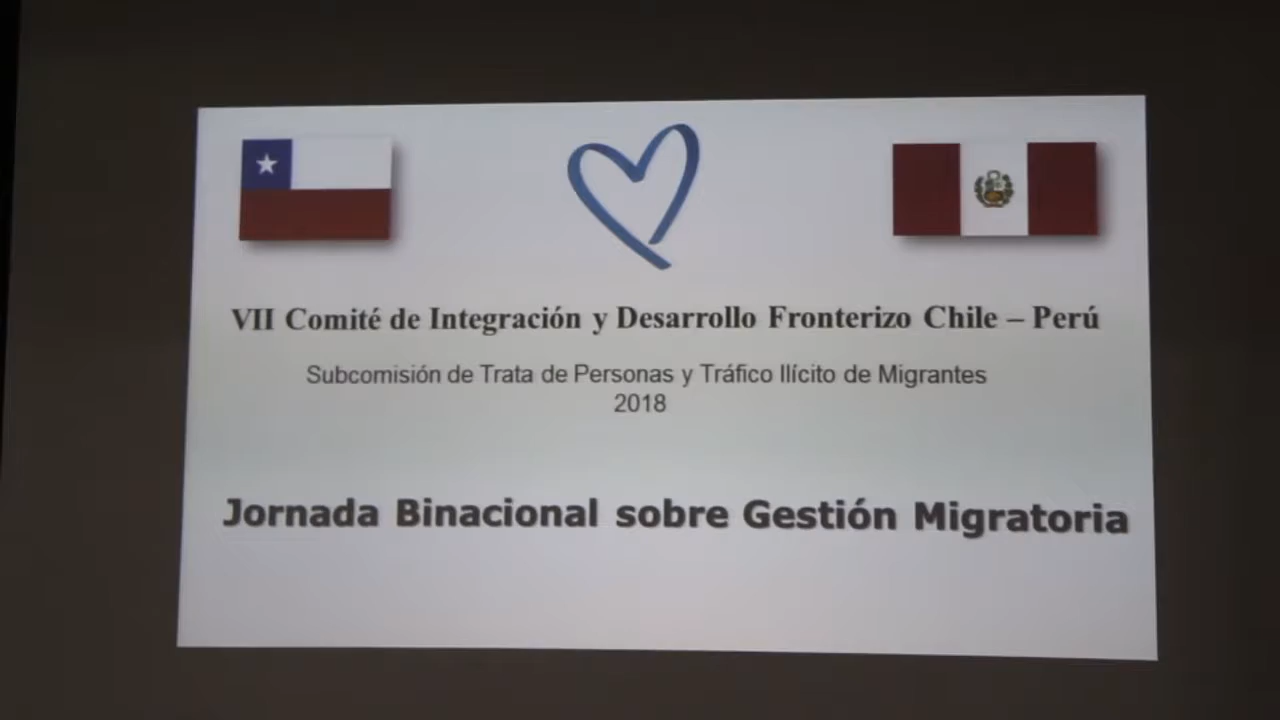 VII Comité de Integración y Desarrollo Fronterizo Chile – Perú
Subcomisión de Trata de Personas y Tráfico Ilícito de Migrantes
2018
Jornada Binacional sobre Gestión Migratoria